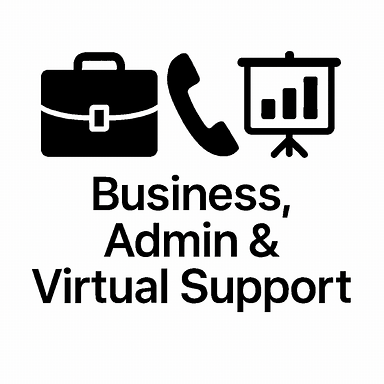 Business,
Admin &
Virtual Support